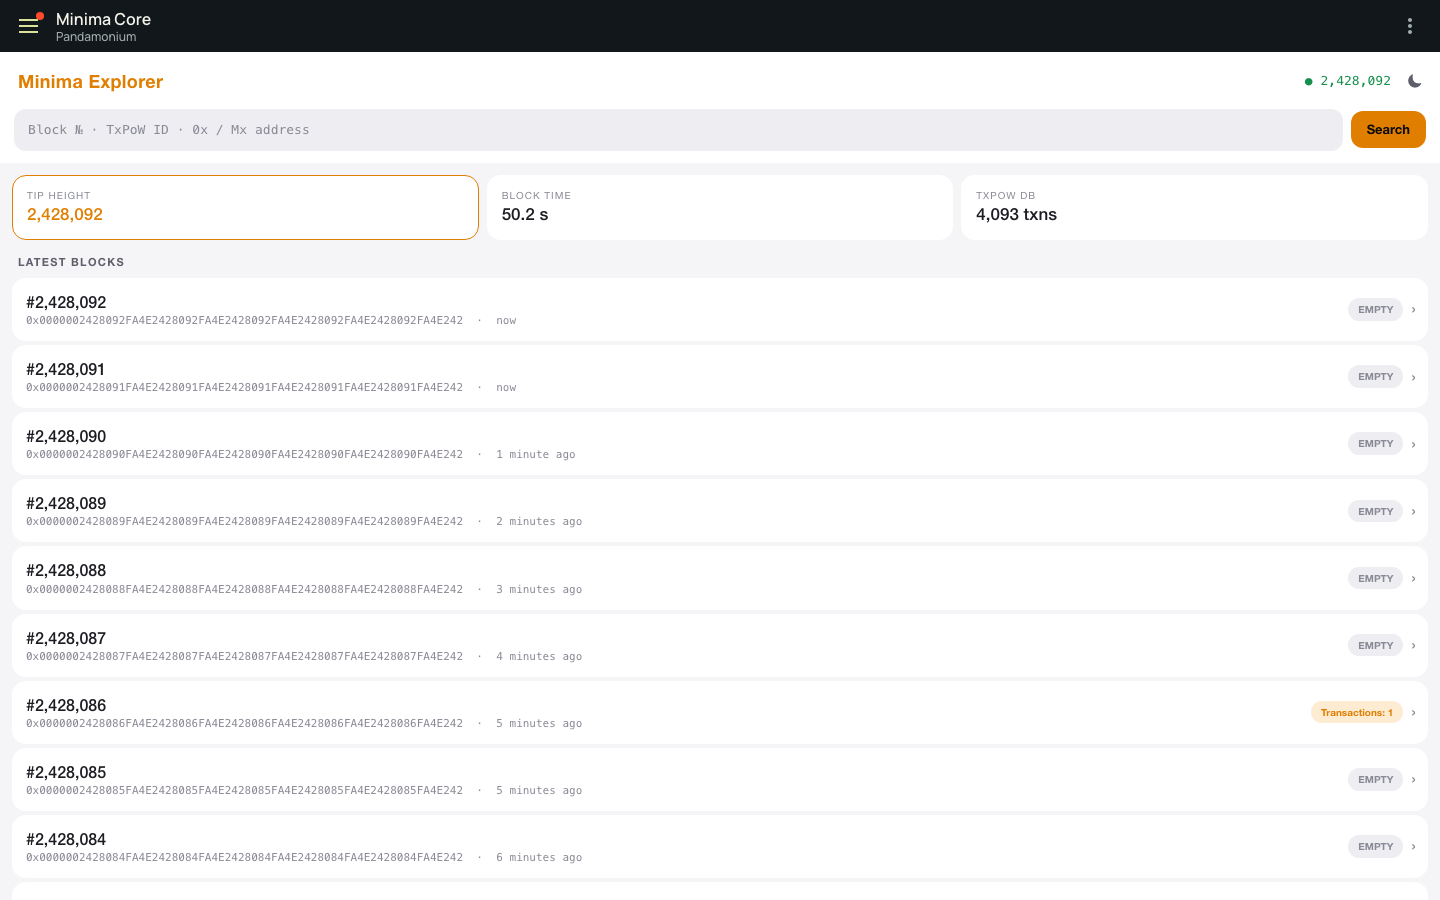 Minima Core
Pandamonium
Minima Explorer
● 2,428,092
Block № · TxPoW ID · 0x / Mx address
Search
TIP HEIGHT
2,428,092
BLOCK TIME
50.2 s
TXPOW DB
4,093 txns
LATEST BLOCKS
#2,428,092
0x0000002428092FA4E2428092FA4E2428092FA4E2428092FA4E2428092FA4E242 · now
EMPTY ›
#2,428,091
0x0000002428091FA4E2428091FA4E2428091FA4E2428091FA4E2428091FA4E242 · now
EMPTY ›
#2,428,090
0x0000002428090FA4E2428090FA4E2428090FA4E2428090FA4E2428090FA4E242 · 1 minute ago
EMPTY ›
#2,428,089
0x0000002428089FA4E2428089FA4E2428089FA4E2428089FA4E2428089FA4E242 · 2 minutes ago
EMPTY ›
#2,428,088
0x0000002428088FA4E2428088FA4E2428088FA4E2428088FA4E2428088FA4E242 · 3 minutes ago
EMPTY ›
#2,428,087
0x0000002428087FA4E2428087FA4E2428087FA4E2428087FA4E2428087FA4E242 · 4 minutes ago
EMPTY ›
#2,428,086
0x0000002428086FA4E2428086FA4E2428086FA4E2428086FA4E2428086FA4E242 · 5 minutes ago
Transactions: 1 ›
#2,428,085
0x0000002428085FA4E2428085FA4E2428085FA4E2428085FA4E2428085FA4E242 · 5 minutes ago
EMPTY ›
#2,428,084
0x0000002428084FA4E2428084FA4E2428084FA4E2428084FA4E2428084FA4E242 · 6 minutes ago
EMPTY ›